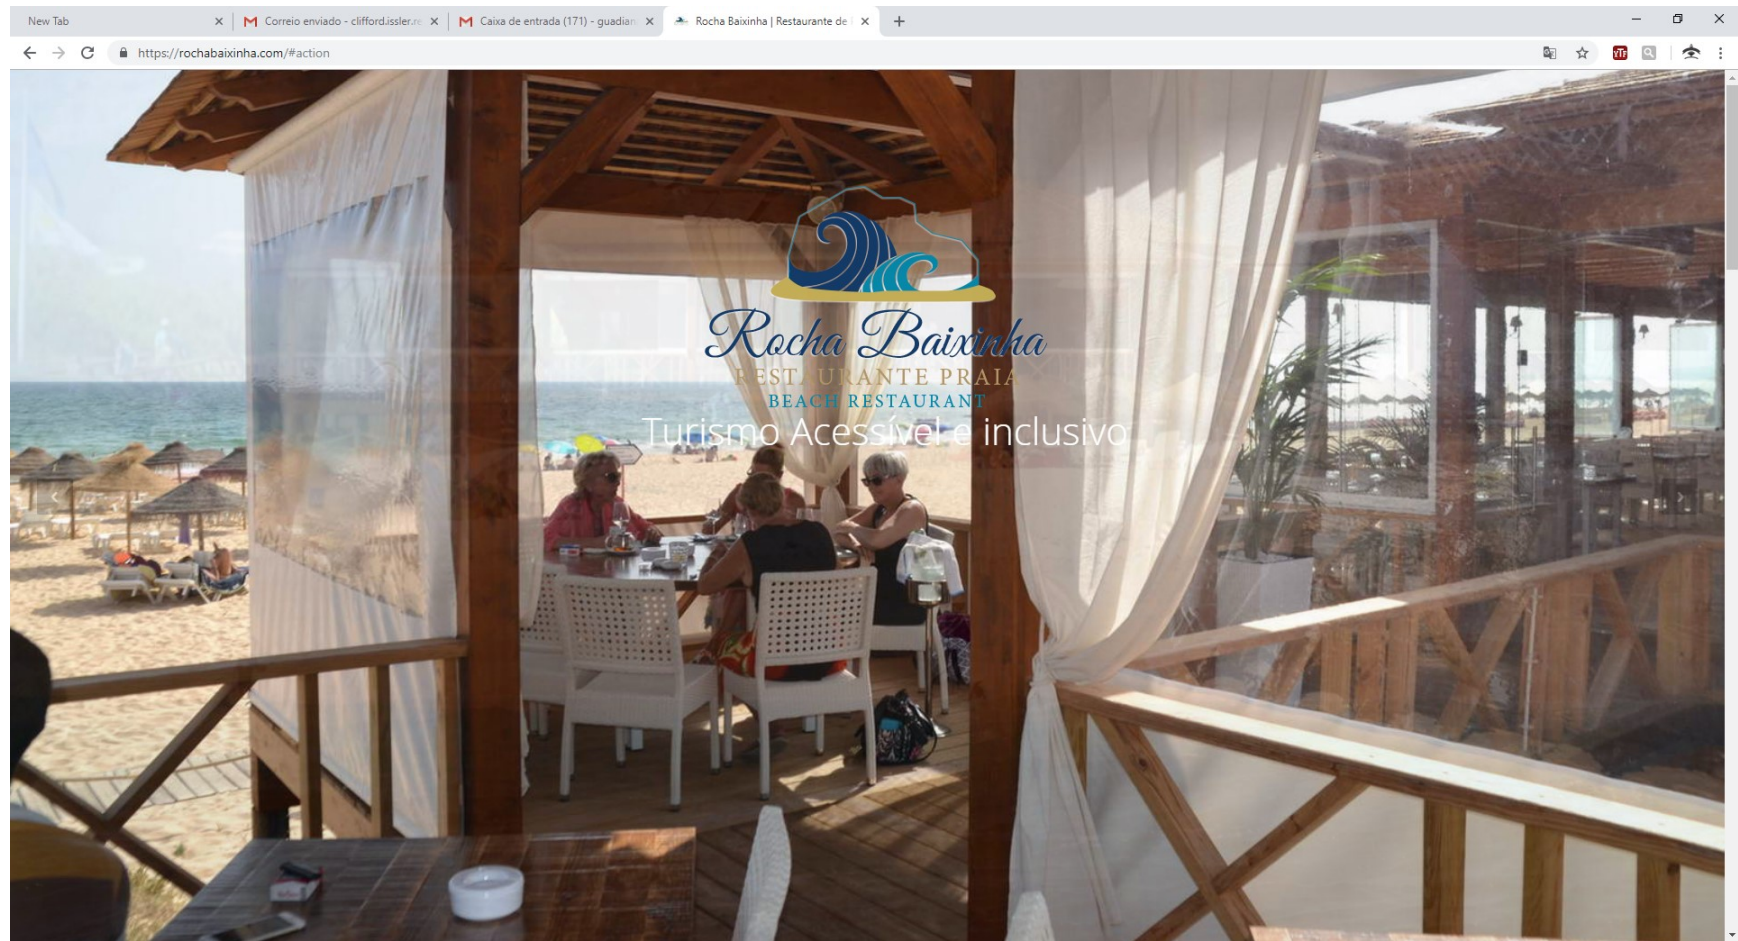 New Tab
Correio enviado - clifford.issler.re
Caixa de entrada (171) - guadian
Rocha Baixinha | Restaurante de
https://rochabaixinha.com/#action
Rocha Baixinha
RESTAURANTE PRAIA
BEACH RESTAURANT
Turismo Acessível e inclusivo